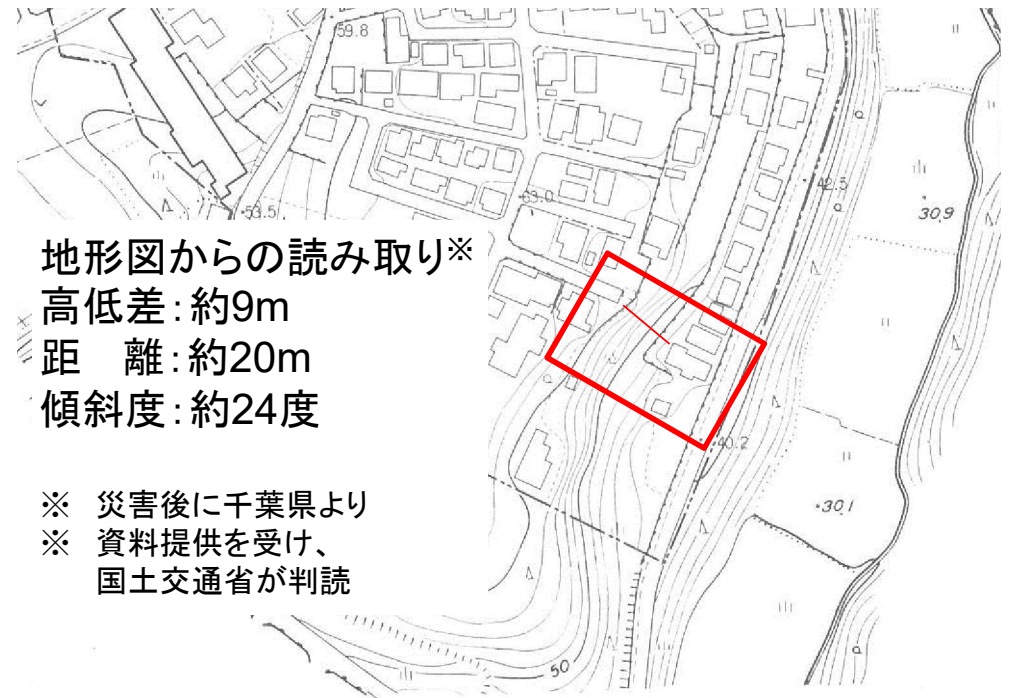 59.8
42.5
30.9
63.0
53.5
地形図からの読み取り※
高低差：約9m
距　離：約20m
傾斜度：約24度
40.2
30.1
※　災害後に千葉県より
※　資料提供を受け、
国土交通省が判読
50